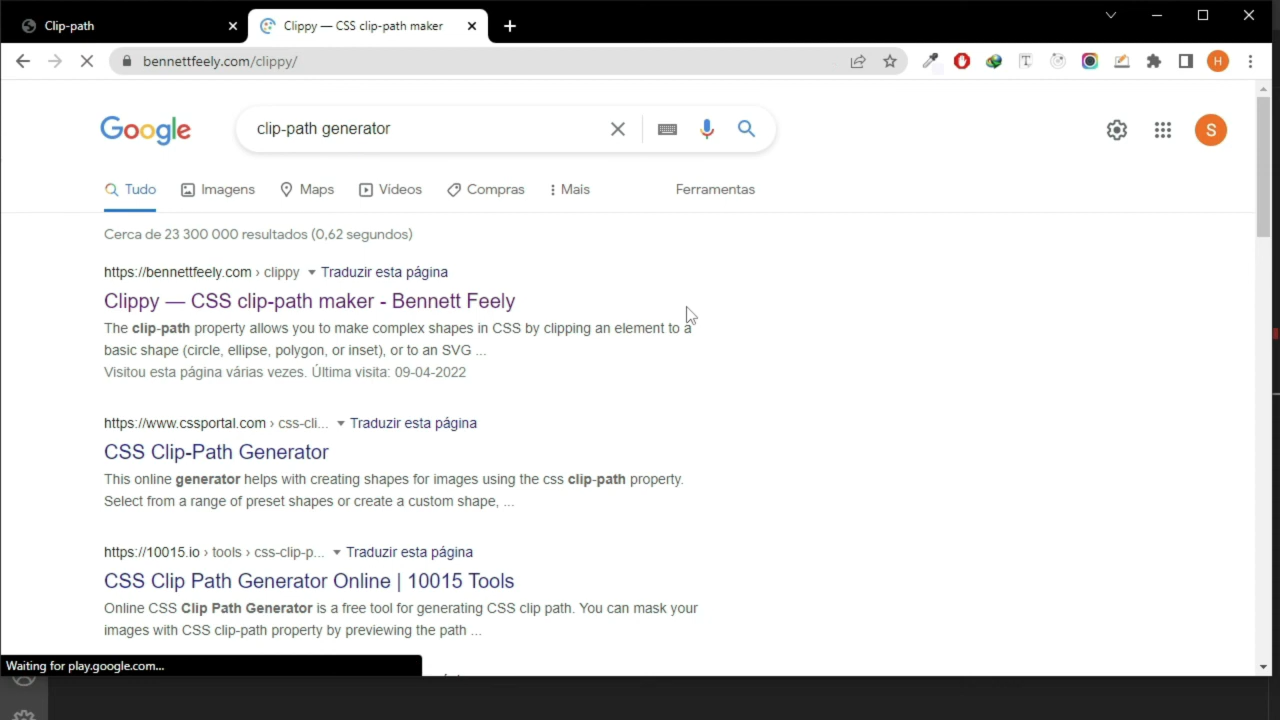 Clip-path
Clippy — CSS clip-path maker
bennettfeely.com/clippy/
H
Google
clip-path generator
S
Tudo
Imagens
Maps
Vídeos
Compras
Mais
Ferramentas
Cerca de 23 300 000 resultados (0,62 segundos)
https://bennettfeely.com › clippy Traduzir esta página
Clippy — CSS clip-path maker - Bennett Feely
The clip-path property allows you to make complex shapes in CSS by clipping an element to a
basic shape (circle, ellipse, polygon, or inset), or to an SVG ...
Visitou esta página várias vezes. Última visita: 09-04-2022
https://www.cssportal.com › css-cli... Traduzir esta página
CSS Clip-Path Generator
This online generator helps with creating shapes for images using the css clip-path property.
Select from a range of preset shapes or create a custom shape, ...
https://10015.io › tools › css-clip-p... Traduzir esta página
CSS Clip Path Generator Online | 10015 Tools
Online CSS Clip Path Generator is a free tool for generating CSS clip path. You can mask your
images with CSS clip-path property by previewing the path ...
Waiting for play.google.com...